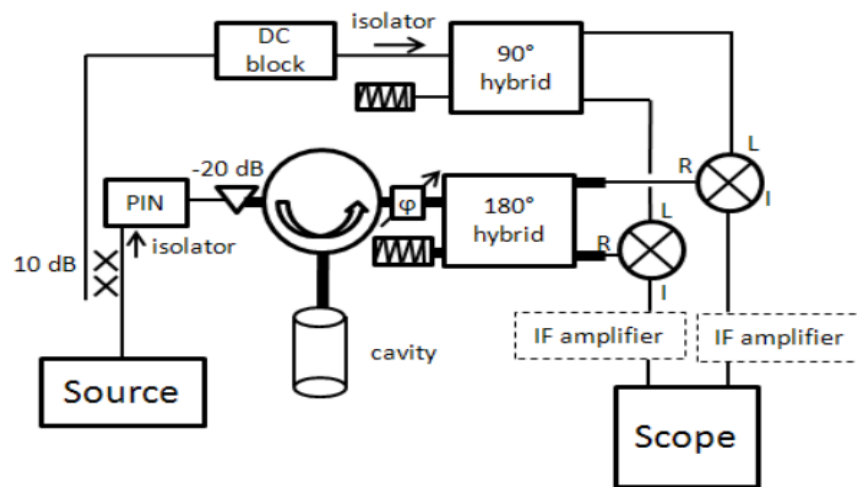 isolator
DC
block
90°
hybrid
L
R
I
-20 dB
PIN
isolator
φ
180°
hybrid
L
R
I
10 dB
cavity
IF amplifier
IF amplifier
Source
Scope